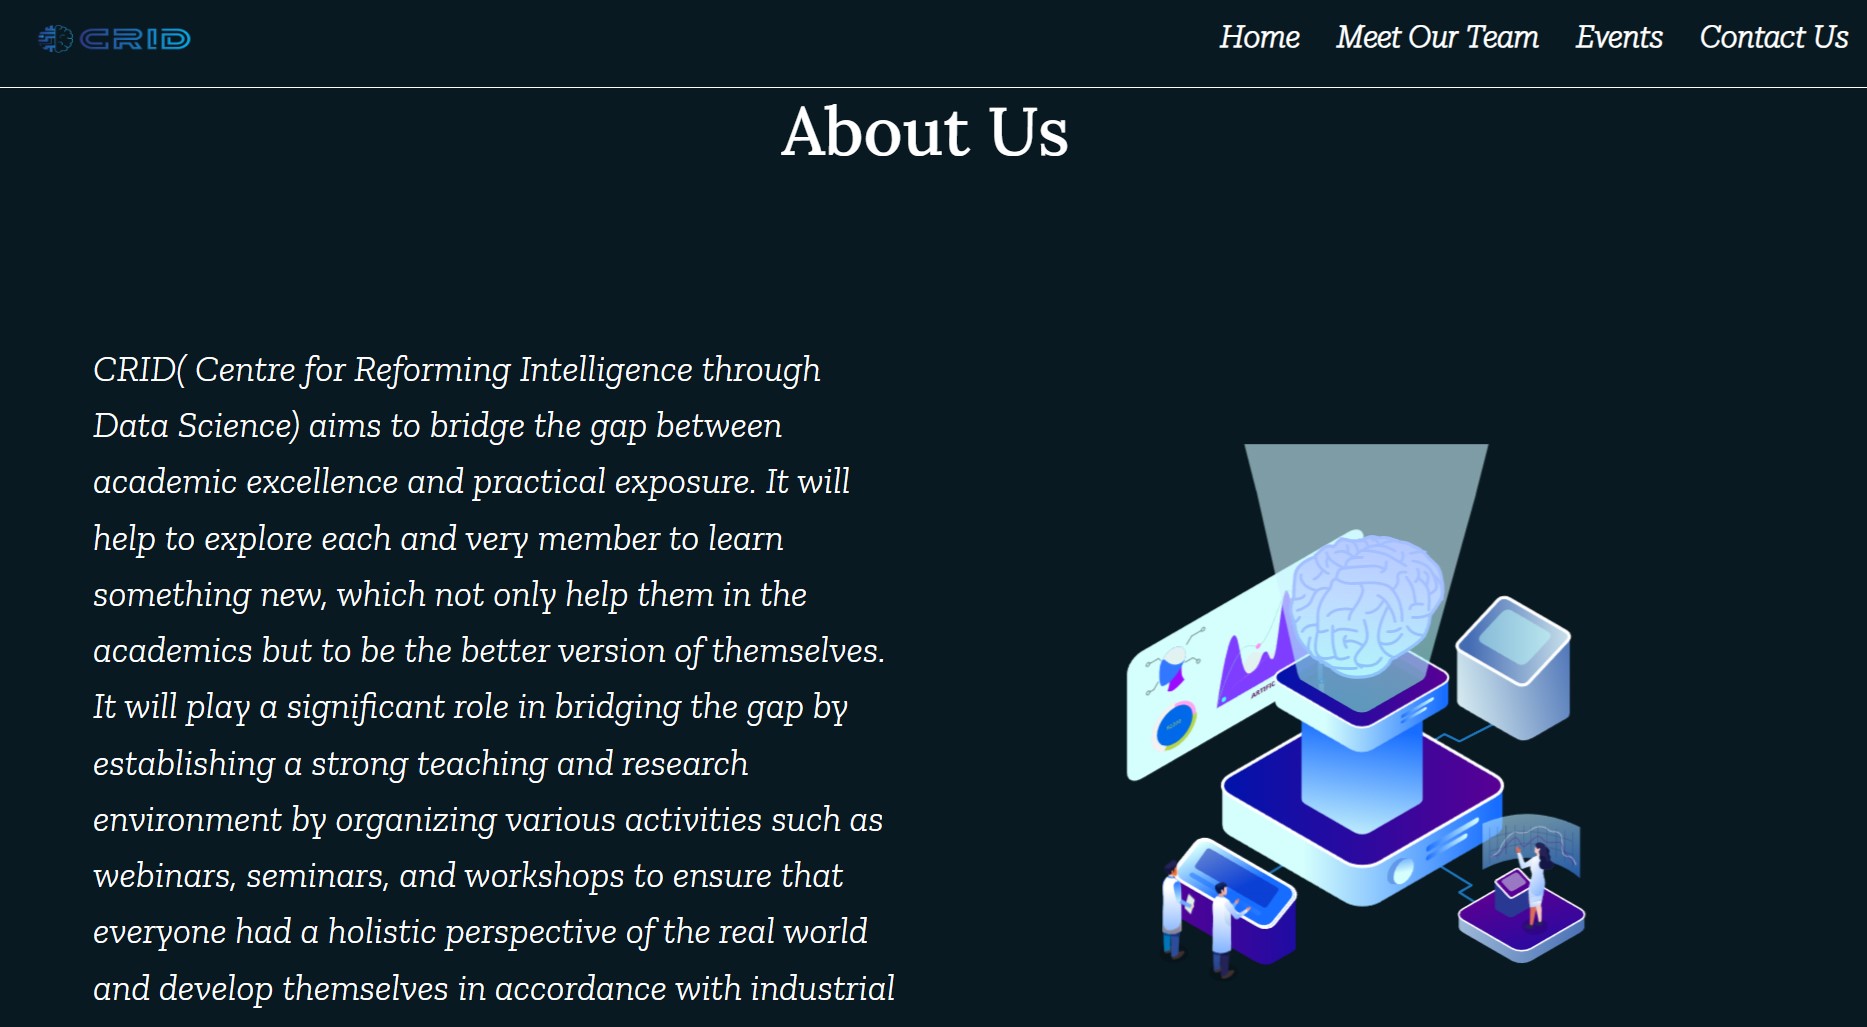 CRID
Home Meet Our Team Events Contact Us
About Us
CRID( Centre for Reforming Intelligence through
Data Science) aims to bridge the gap between
academic excellence and practical exposure. It will
help to explore each and very member to learn
something new, which not only help them in the
academics but to be the better version of themselves.
It will play a significant role in bridging the gap by
establishing a strong teaching and research
environment by organizing various activities such as
webinars, seminars, and workshops to ensure that
everyone had a holistic perspective of the real world
and develop themselves in accordance with industrial
ARTIFIC